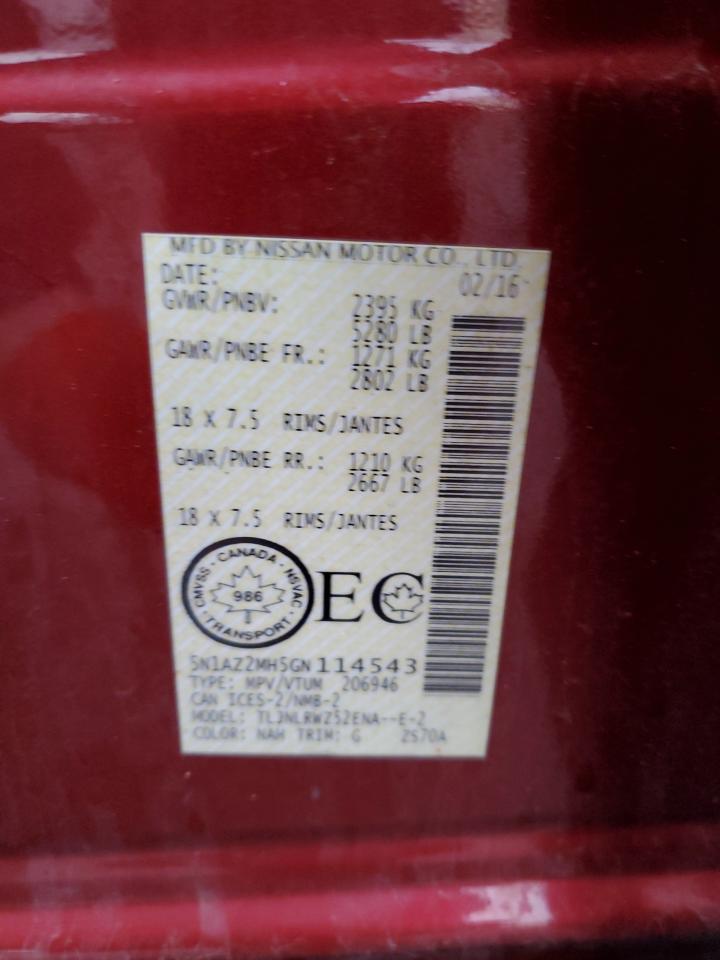 MFD BY NISSAN MOTOR CO., LTD.
DATE: 02/16
GVWR/PNBV: 2395 KG
5280 LB
GAWR/PNBE FR.: 1271 KG
2802 LB
18 X 7.5 RIMS/JANTES
GAWR/PNBE RR.: 1210 KG
2667 LB
18 X 7.5 RIMS/JANTES
CANADA · NSVAC · TRANSPORT · CMVSS
986
EC
5N1AZ2MH5GN114543
TYPE: MPV/VTUM 206946
CAN ICES-2/NMB-2
MODEL: TLJNLRWZ52ENA--E-2
COLOR: NAH TRIM: G 2S70A